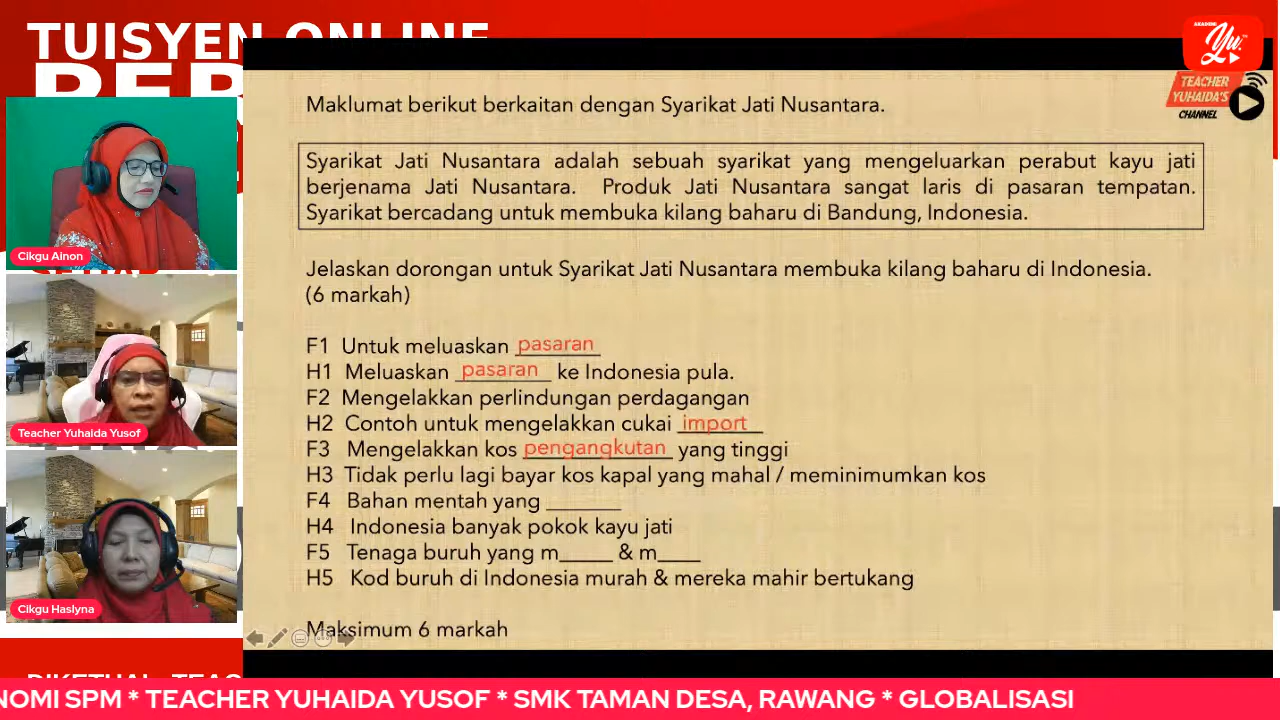 TUISYEN ONLINE
AKADEMI
Yu.
TEACHER
YUHAIDA'S
CHANNEL
Maklumat berikut berkaitan dengan Syarikat Jati Nusantara.
Syarikat Jati Nusantara adalah sebuah syarikat yang mengeluarkan perabut kayu jati
berjenama Jati Nusantara. Produk Jati Nusantara sangat laris di pasaran tempatan.
Syarikat bercadang untuk membuka kilang baharu di Bandung, Indonesia.
Jelaskan dorongan untuk Syarikat Jati Nusantara membuka kilang baharu di Indonesia.
(6 markah)
F1 Untuk meluaskan pasaran
H1 Meluaskan pasaran ke Indonesia pula.
F2 Mengelakkan perlindungan perdagangan
H2 Contoh untuk mengelakkan cukai import
F3 Mengelakkan kos pengangkutan yang tinggi
H3 Tidak perlu lagi bayar kos kapal yang mahal / meminimumkan kos
F4 Bahan mentah yang ______
H4 Indonesia banyak pokok kayu jati
F5 Tenaga buruh yang m_____ & m____
H5 Kod buruh di Indonesia murah & mereka mahir bertukang
Maksimum 6 markah
Cikgu Ainon
Teacher Yuhaida Yusof
Cikgu Haslyna
NOMI SPM * TEACHER YUHAIDA YUSOF * SMK TAMAN DESA, RAWANG * GLOBALISASI